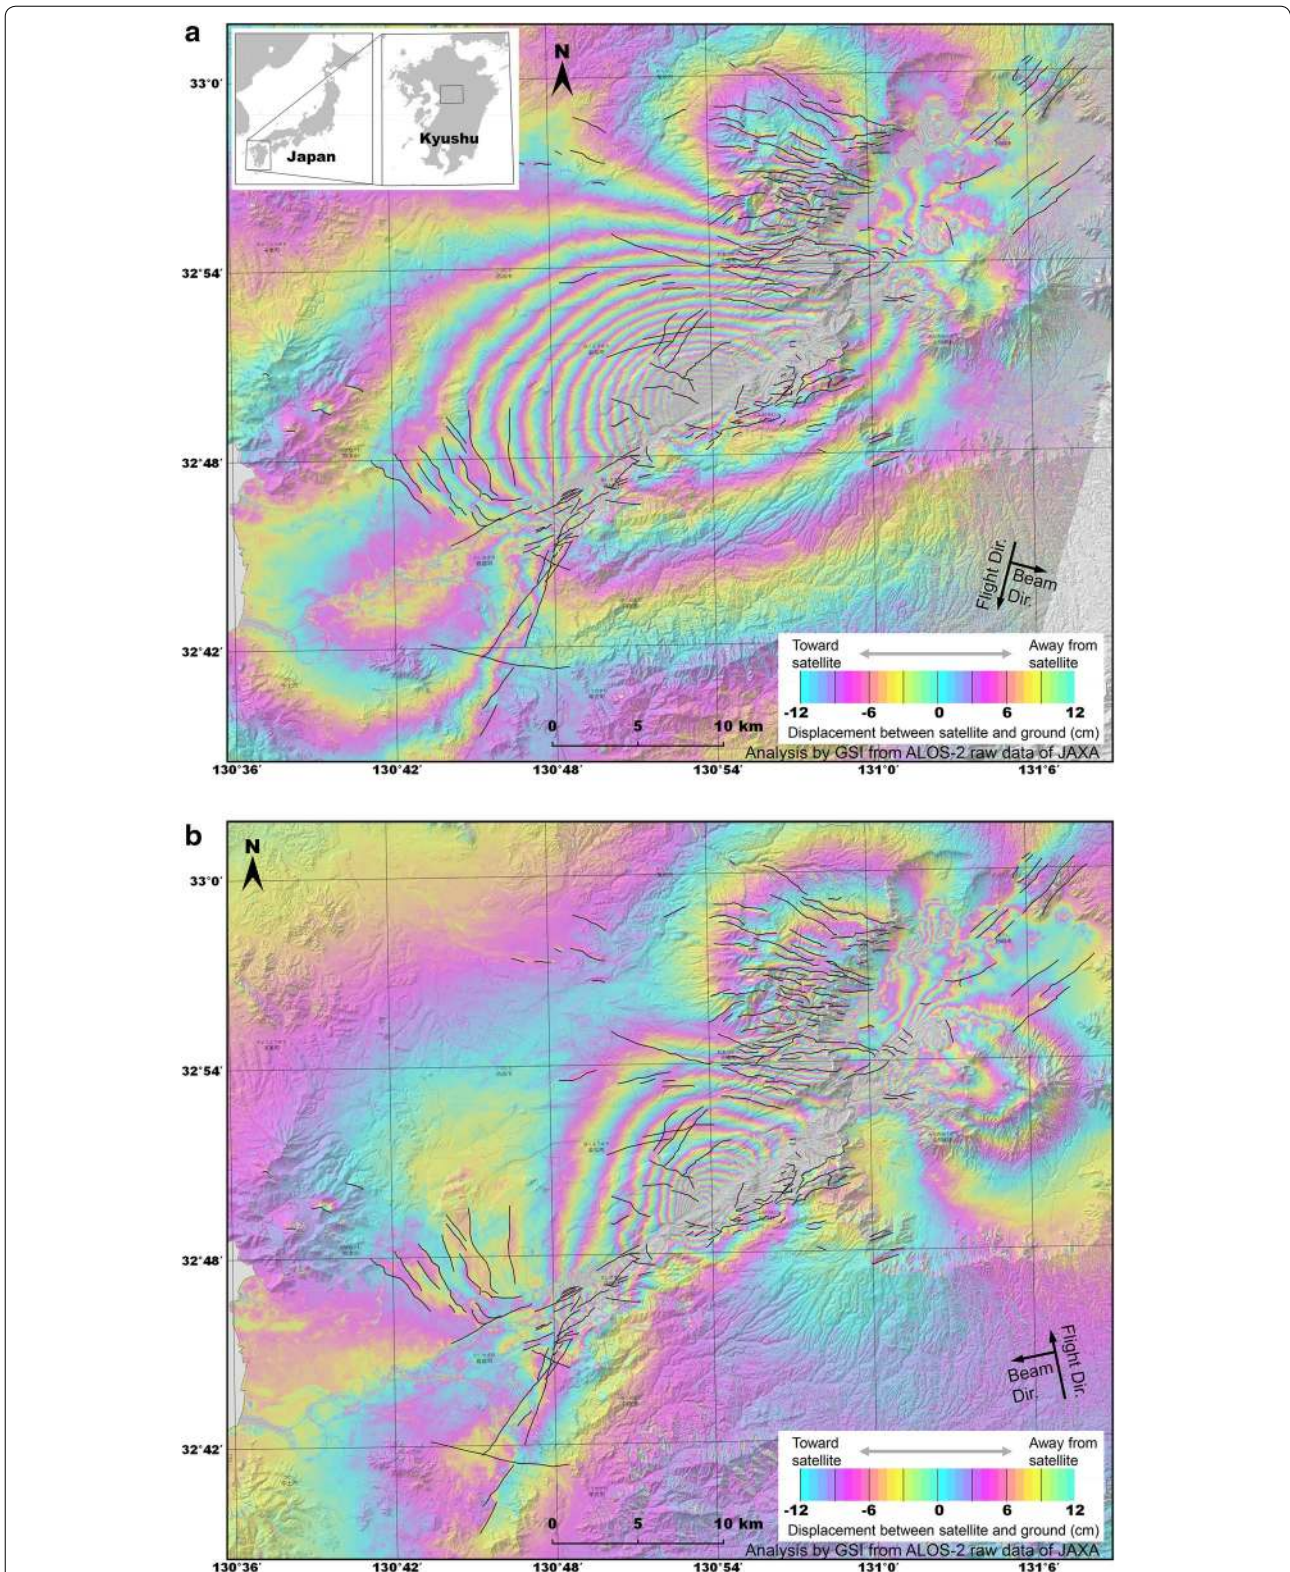 a
N
33°0′
Japan
Kyushu
32°54′
32°48′
32°42′
Flight Dir.
Beam
Dir.
Toward
satellite
Away from
satellite
-12
-6
0
6
12
Displacement between satellite and ground (cm)
0
5
10 km
Analysis by GSI from ALOS-2 raw data of JAXA
130°36′
130°42′
130°48′
130°54′
131°0′
131°6′
b
N
33°0′
32°54′
32°48′
32°42′
Flight Dir.
Beam
Dir.
Toward
satellite
Away from
satellite
-12
-6
0
6
12
Displacement between satellite and ground (cm)
0
5
10 km
Analysis by GSI from ALOS-2 raw data of JAXA
130°36′
130°42′
130°48′
130°54′
131°0′
131°6′